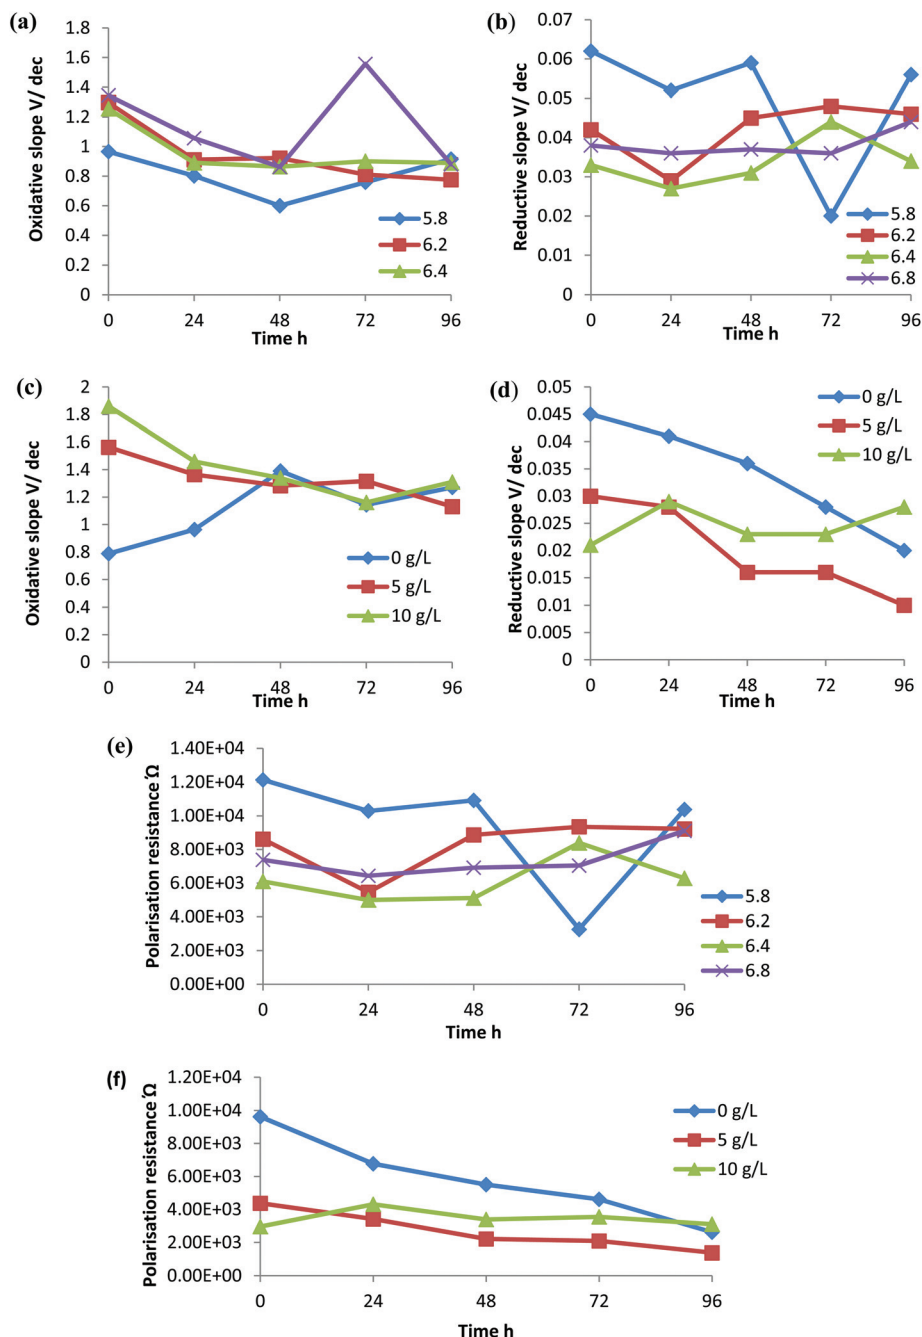 (a)
Oxidative slope V/ dec
1.8
1.6
1.4
1.2
1
0.8
0.6
0.4
0.2
0
0 24 48 72 96
Time h
5.8
6.2
6.4
(b)
Reductive slope V/ dec
0.07
0.06
0.05
0.04
0.03
0.02
0.01
0
0 24 48 72 96
Time h
5.8
6.2
6.4
6.8
(c)
Oxidative slope V/ dec
2
1.8
1.6
1.4
1.2
1
0.8
0.6
0.4
0.2
0
0 24 48 72 96
Time h
0 g/L
5 g/L
10 g/L
(d)
Reductive slope V/ dec
0.05
0.045
0.04
0.035
0.03
0.025
0.02
0.015
0.01
0.005
0
0 24 48 72 96
Time h
0 g/L
5 g/L
10 g/L
(e)
Polarisation resistance Ώ
1.40E+04
1.20E+04
1.00E+04
8.00E+03
6.00E+03
4.00E+03
2.00E+03
0.00E+00
0 24 48 72 96
Time h
5.8
6.2
6.4
6.8
(f)
Polarisation resistance Ώ
1.20E+04
1.00E+04
8.00E+03
6.00E+03
4.00E+03
2.00E+03
0.00E+00
0 24 48 72 96
Time h
0 g/L
5 g/L
10 g/L